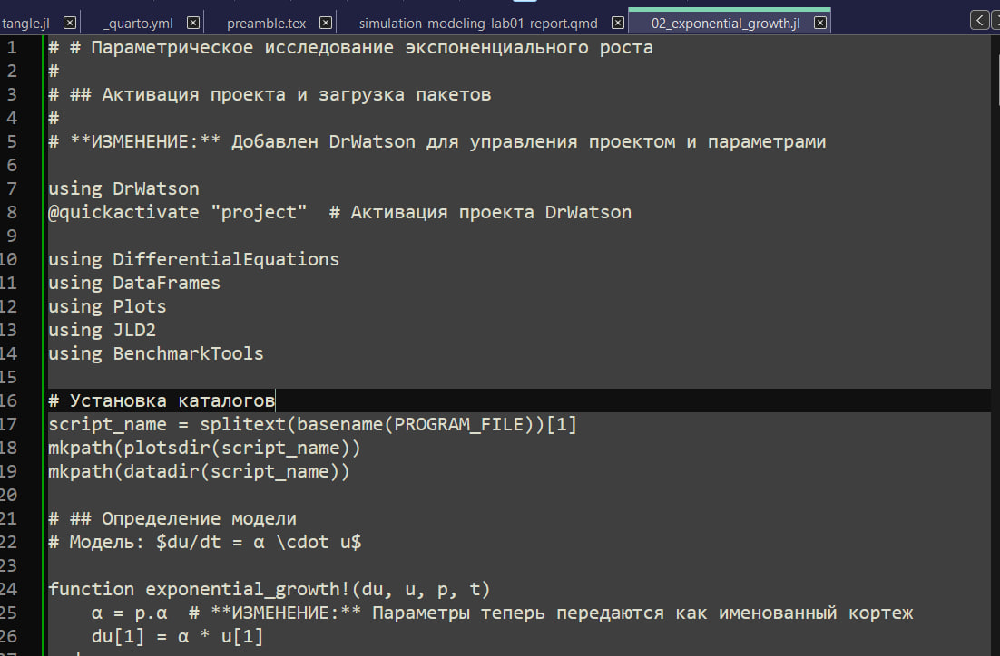 tangle.jl _quarto.yml preamble.tex simulation-modeling-lab01-report.qmd 02_exponential_growth.jl
1 # # Параметрическое исследование экспоненциального роста
2 #
3 # ## Активация проекта и загрузка пакетов
4 #
5 # **ИЗМЕНЕНИЕ:** Добавлен DrWatson для управления проектом и параметрами
6
7 using DrWatson
8 @quickactivate "project"  # Активация проекта DrWatson
9
10 using DifferentialEquations
11 using DataFrames
12 using Plots
13 using JLD2
14 using BenchmarkTools
15
16 # Установка каталогов
17 script_name = splitext(basename(PROGRAM_FILE))[1]
18 mkpath(plotsdir(script_name))
19 mkpath(datadir(script_name))
20
21 # ## Определение модели
22 # Модель: $du/dt = α \cdot u$
23
24 function exponential_growth!(du, u, p, t)
25     α = p.α  # **ИЗМЕНЕНИЕ:** Параметры теперь передаются как именованный кортеж
26     du[1] = α * u[1]